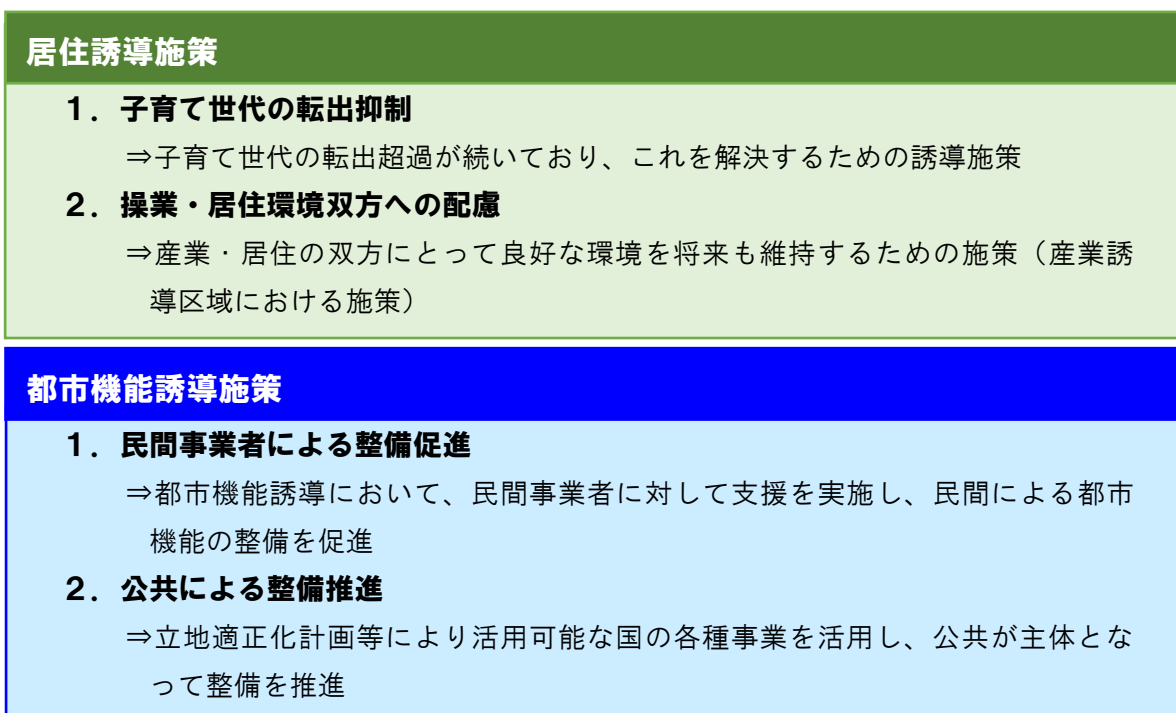 居住誘導施策
１．子育て世代の転出抑制
⇒子育て世代の転出超過が続いており、これを解決するための誘導施策
２．操業・居住環境双方への配慮
⇒産業・居住の双方にとって良好な環境を将来も維持するための施策（産業誘
導区域における施策）
都市機能誘導施策
１．民間事業者による整備促進
⇒都市機能誘導において、民間事業者に対して支援を実施し、民間による都市
機能の整備を促進
２．公共による整備推進
⇒立地適正化計画等により活用可能な国の各種事業を活用し、公共が主体とな
って整備を推進